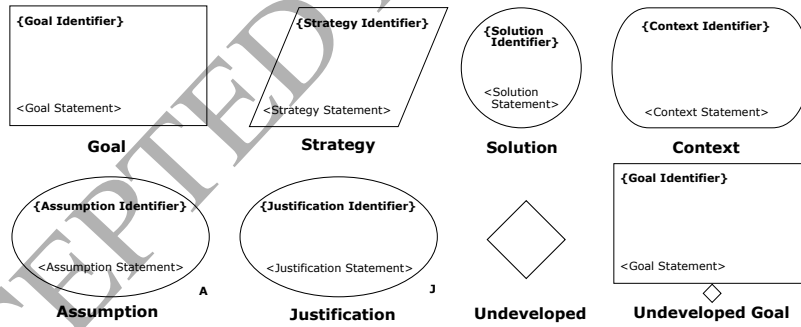 {Goal Identifier}
<Goal Statement>
Goal
{Strategy Identifier}
<Strategy Statement>
Strategy
{Solution
Identifier}
<Solution
Statement>
Solution
{Context Identifier}
<Context Statement>
Context
{Assumption Identifier}
<Assumption Statement>
A
Assumption
{Justification Identifier}
<Justification Statement>
J
Justification
Undeveloped
{Goal Identifier}
<Goal Statement>
Undeveloped Goal